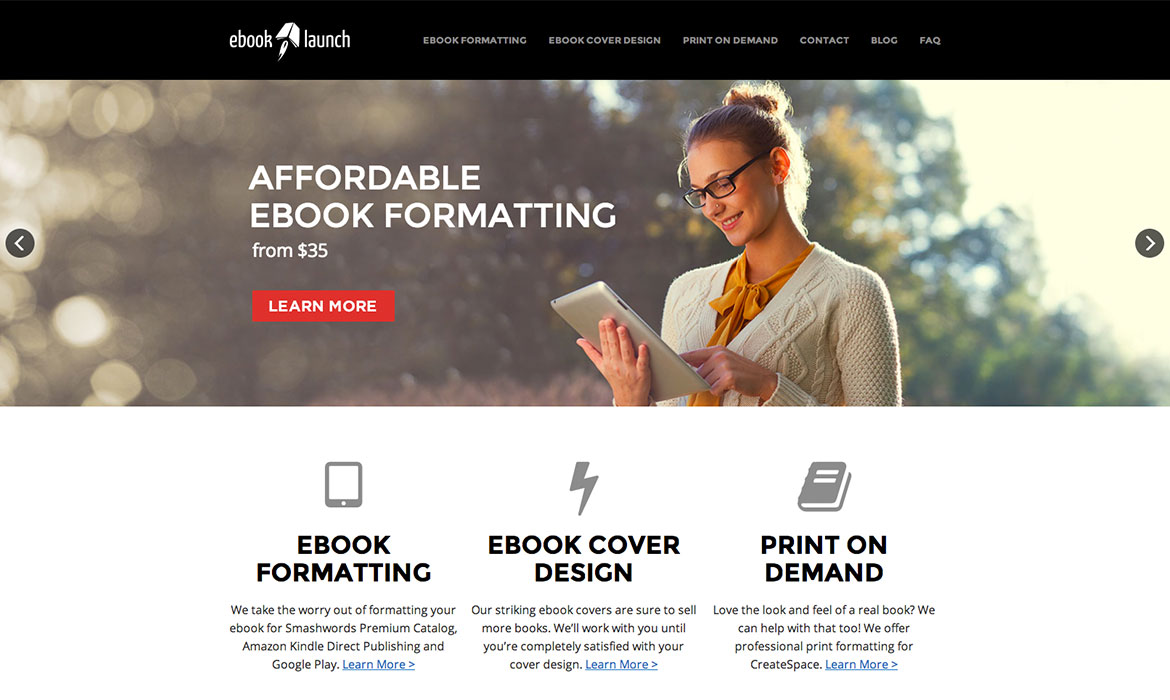 ebook launch
EBOOK FORMATTING
EBOOK COVER DESIGN
PRINT ON DEMAND
CONTACT
BLOG
FAQ
AFFORDABLE
EBOOK FORMATTING
from $35
LEARN MORE
EBOOK
FORMATTING
We take the worry out of formatting your
ebook for Smashwords Premium Catalog,
Amazon Kindle Direct Publishing and
Google Play. Learn More >
EBOOK COVER
DESIGN
Our striking ebook covers are sure to sell
more books. We’ll work with you until
you’re completely satisfied with your
cover design. Learn More >
PRINT ON
DEMAND
Love the look and feel of a real book? We
can help with that too! We offer
professional print formatting for
CreateSpace. Learn More >